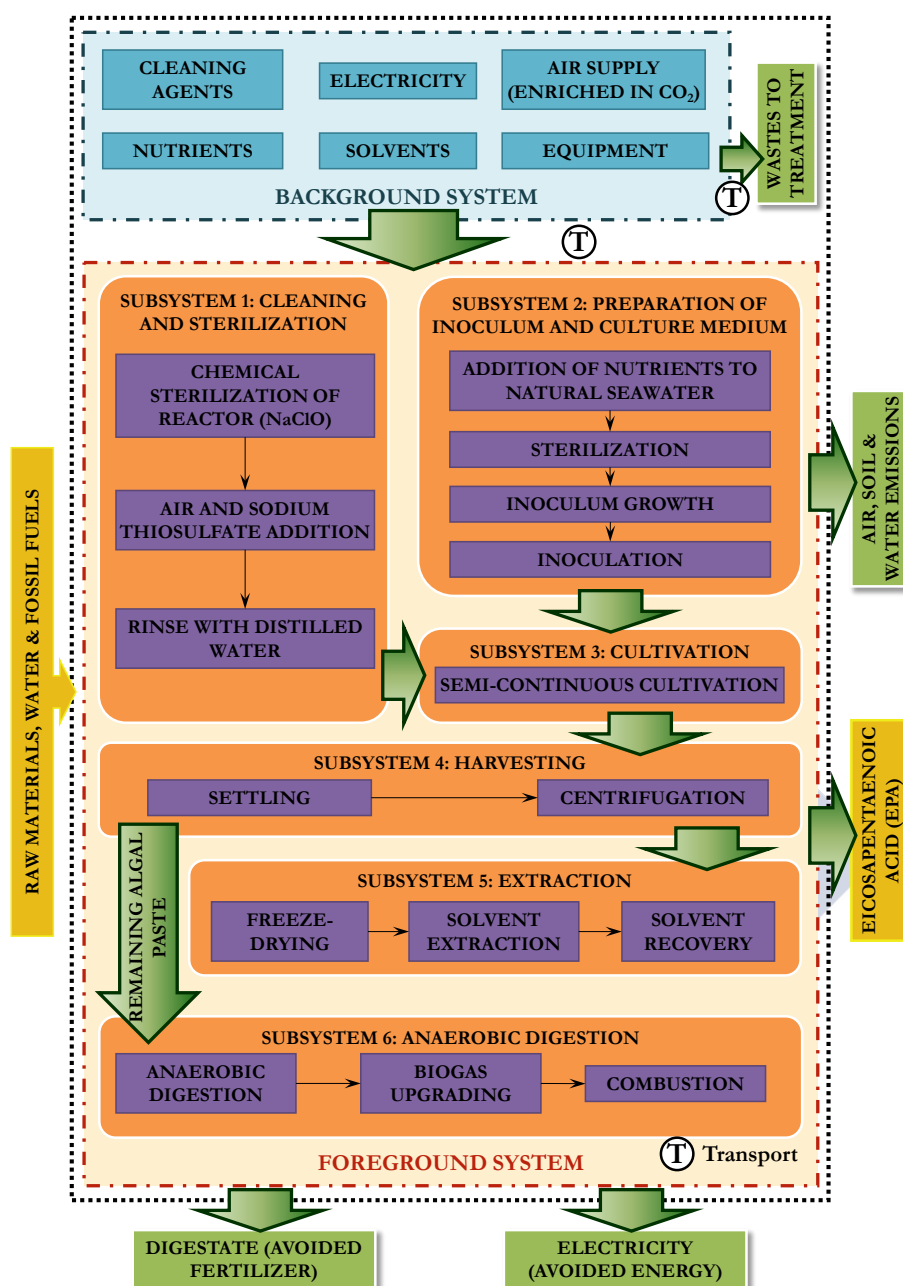 CLEANING
AGENTS
ELECTRICITY
AIR SUPPLY
(ENRICHED IN CO₂)
NUTRIENTS
SOLVENTS
EQUIPMENT
BACKGROUND SYSTEM
WASTES TO
TREATMENT
T
T
SUBSYSTEM 1: CLEANING
AND STERILIZATION
CHEMICAL
STERILIZATION OF
REACTOR (NaClO)
AIR AND SODIUM
THIOSULFATE ADDITION
RINSE WITH DISTILLED
WATER
SUBSYSTEM 2: PREPARATION OF
INOCULUM AND CULTURE MEDIUM
ADDITION OF NUTRIENTS TO
NATURAL SEAWATER
STERILIZATION
INOCULUM GROWTH
INOCULATION
SUBSYSTEM 3: CULTIVATION
SEMI-CONTINUOUS CULTIVATION
SUBSYSTEM 4: HARVESTING
SETTLING
CENTRIFUGATION
SUBSYSTEM 5: EXTRACTION
FREEZE-
DRYING
SOLVENT
EXTRACTION
SOLVENT
RECOVERY
REMAINING ALGAL
PASTE
SUBSYSTEM 6: ANAEROBIC DIGESTION
ANAEROBIC
DIGESTION
BIOGAS
UPGRADING
COMBUSTION
FOREGROUND SYSTEM
T Transport
RAW MATERIALS, WATER & FOSSIL FUELS
AIR, SOIL &
WATER EMISSIONS
EICOSAPENTAENOIC
ACID (EPA)
DIGESTATE (AVOIDED
FERTILIZER)
ELECTRICITY
(AVOIDED ENERGY)